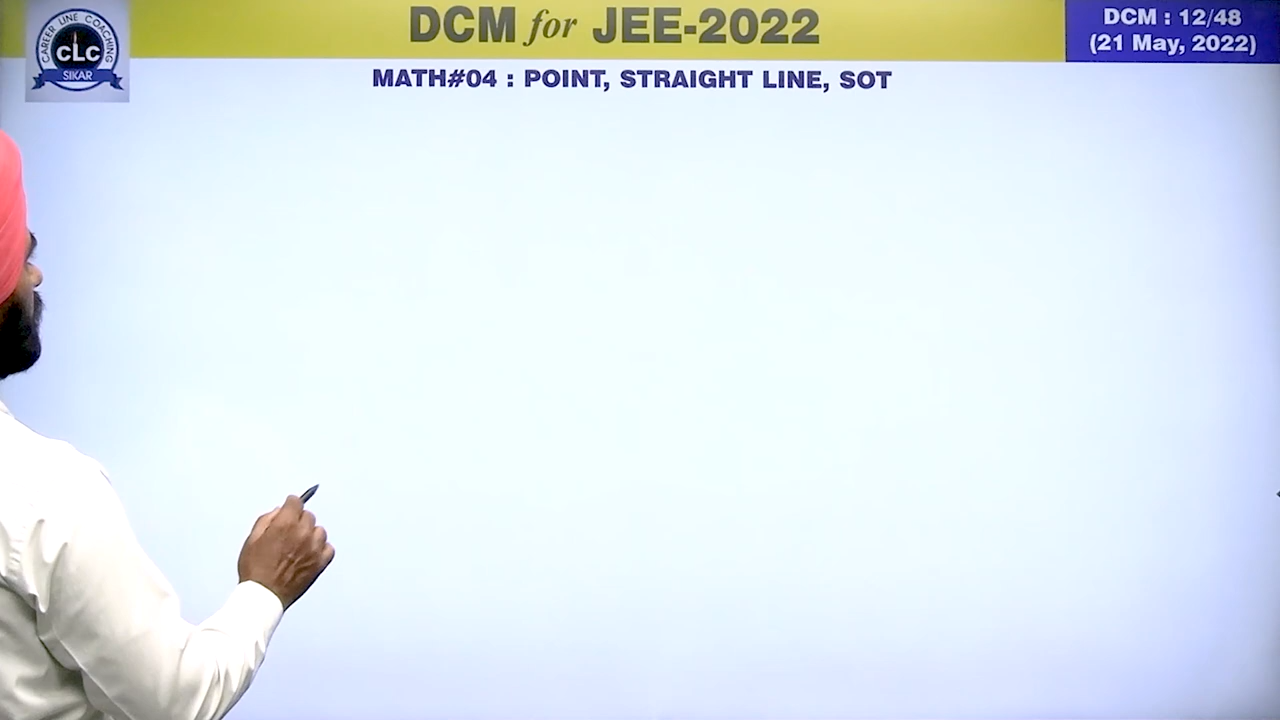 CAREER LINE COACHING
CLC
SIKAR
DCM for JEE-2022
DCM : 12/48
(21 May, 2022)
MATH#04 : POINT, STRAIGHT LINE, SOT